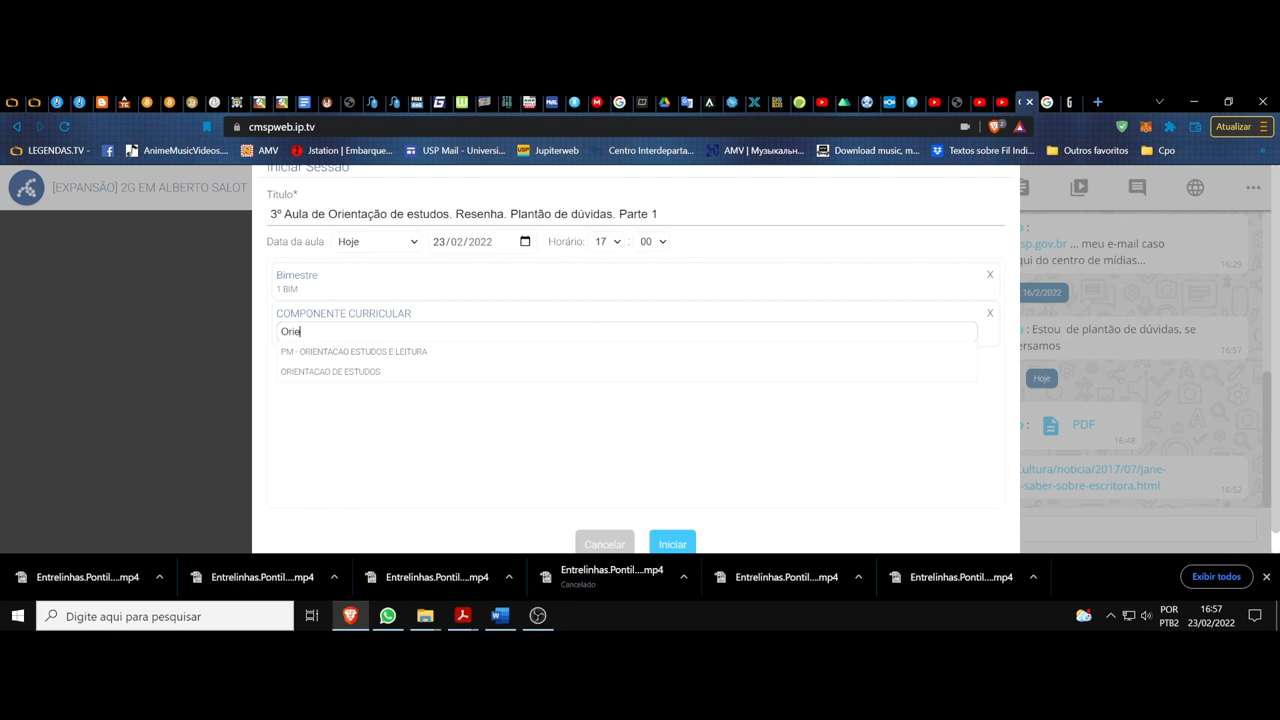 cmspweb.ip.tv
Atualizar
LEGENDAS.TV - AnimeMusicVideos... AMV Jstation | Embarque... USP Mail - Universi... Jupiterweb Centro Interdeparta... AMV | Музыкальн... Download music, m... Textos sobre Fil Indi... Outros favoritos Cpo
Iniciar Sessão
[EXPANSÃO] 2G EM ALBERTO SALOT
Título*
3º Aula de Orientação de estudos. Resenha. Plantão de dúvidas. Parte 1
Data da aula Hoje 23/02/2022 Horário: 17 : 00
Bimestre X
1 BIM
COMPONENTE CURRICULAR X
Orie
PM - ORIENTACAO ESTUDOS E LEITURA
ORIENTACAO DE ESTUDOS
Cancelar Iniciar
sp.gov.br ... meu e-mail caso
qui do centro de mídias...
16:29
16/2/2022
: Estou de plantão de dúvidas, se
ersamos
16:57
Hoje
: PDF
16:48
ultura/noticia/2017/07/jane-
-saber-sobre-escritora.html
16:52
Entrelinhas.Pontil....mp4 Entrelinhas.Pontil....mp4 Entrelinhas.Pontil....mp4 Entrelinhas.Pontil....mp4 Entrelinhas.Pontil....mp4 Entrelinhas.Pontil....mp4 Exibir todos
Cancelado
Digite aqui para pesquisar
POR 16:57
PTB2 23/02/2022